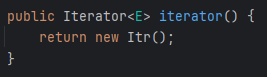 public Iterator<E> iterator() {
    return new Itr();
}